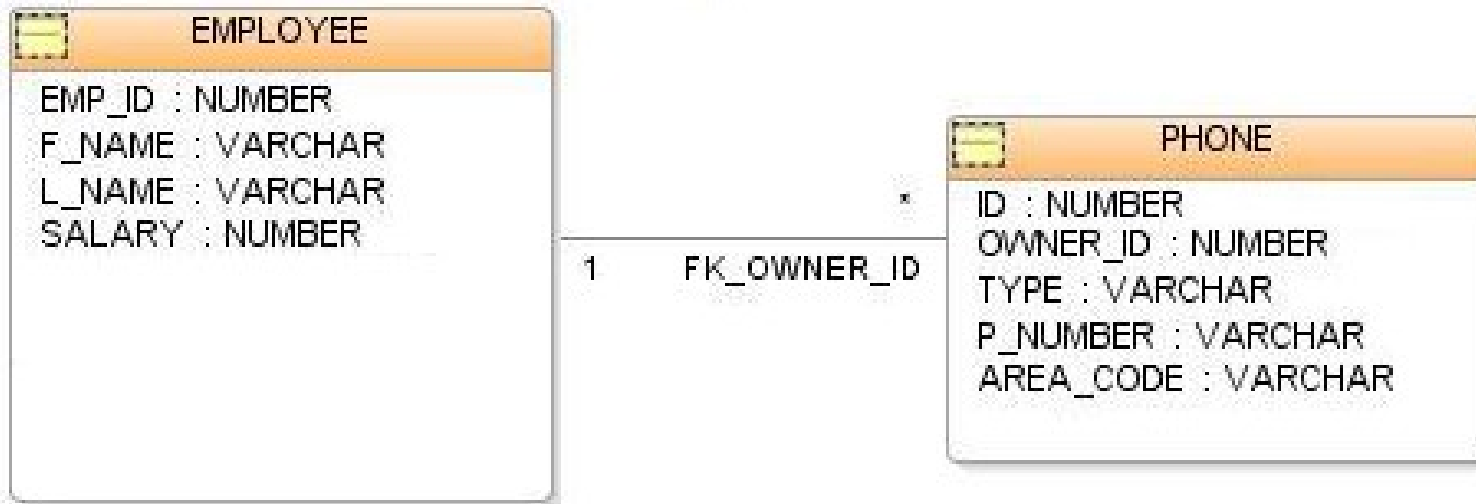 EMPLOYEE
EMP_ID : NUMBER
F_NAME : VARCHAR
L_NAME : VARCHAR
SALARY : NUMBER
*
1 FK_OWNER_ID
PHONE
ID : NUMBER
OWNER_ID : NUMBER
TYPE : VARCHAR
P_NUMBER : VARCHAR
AREA_CODE : VARCHAR